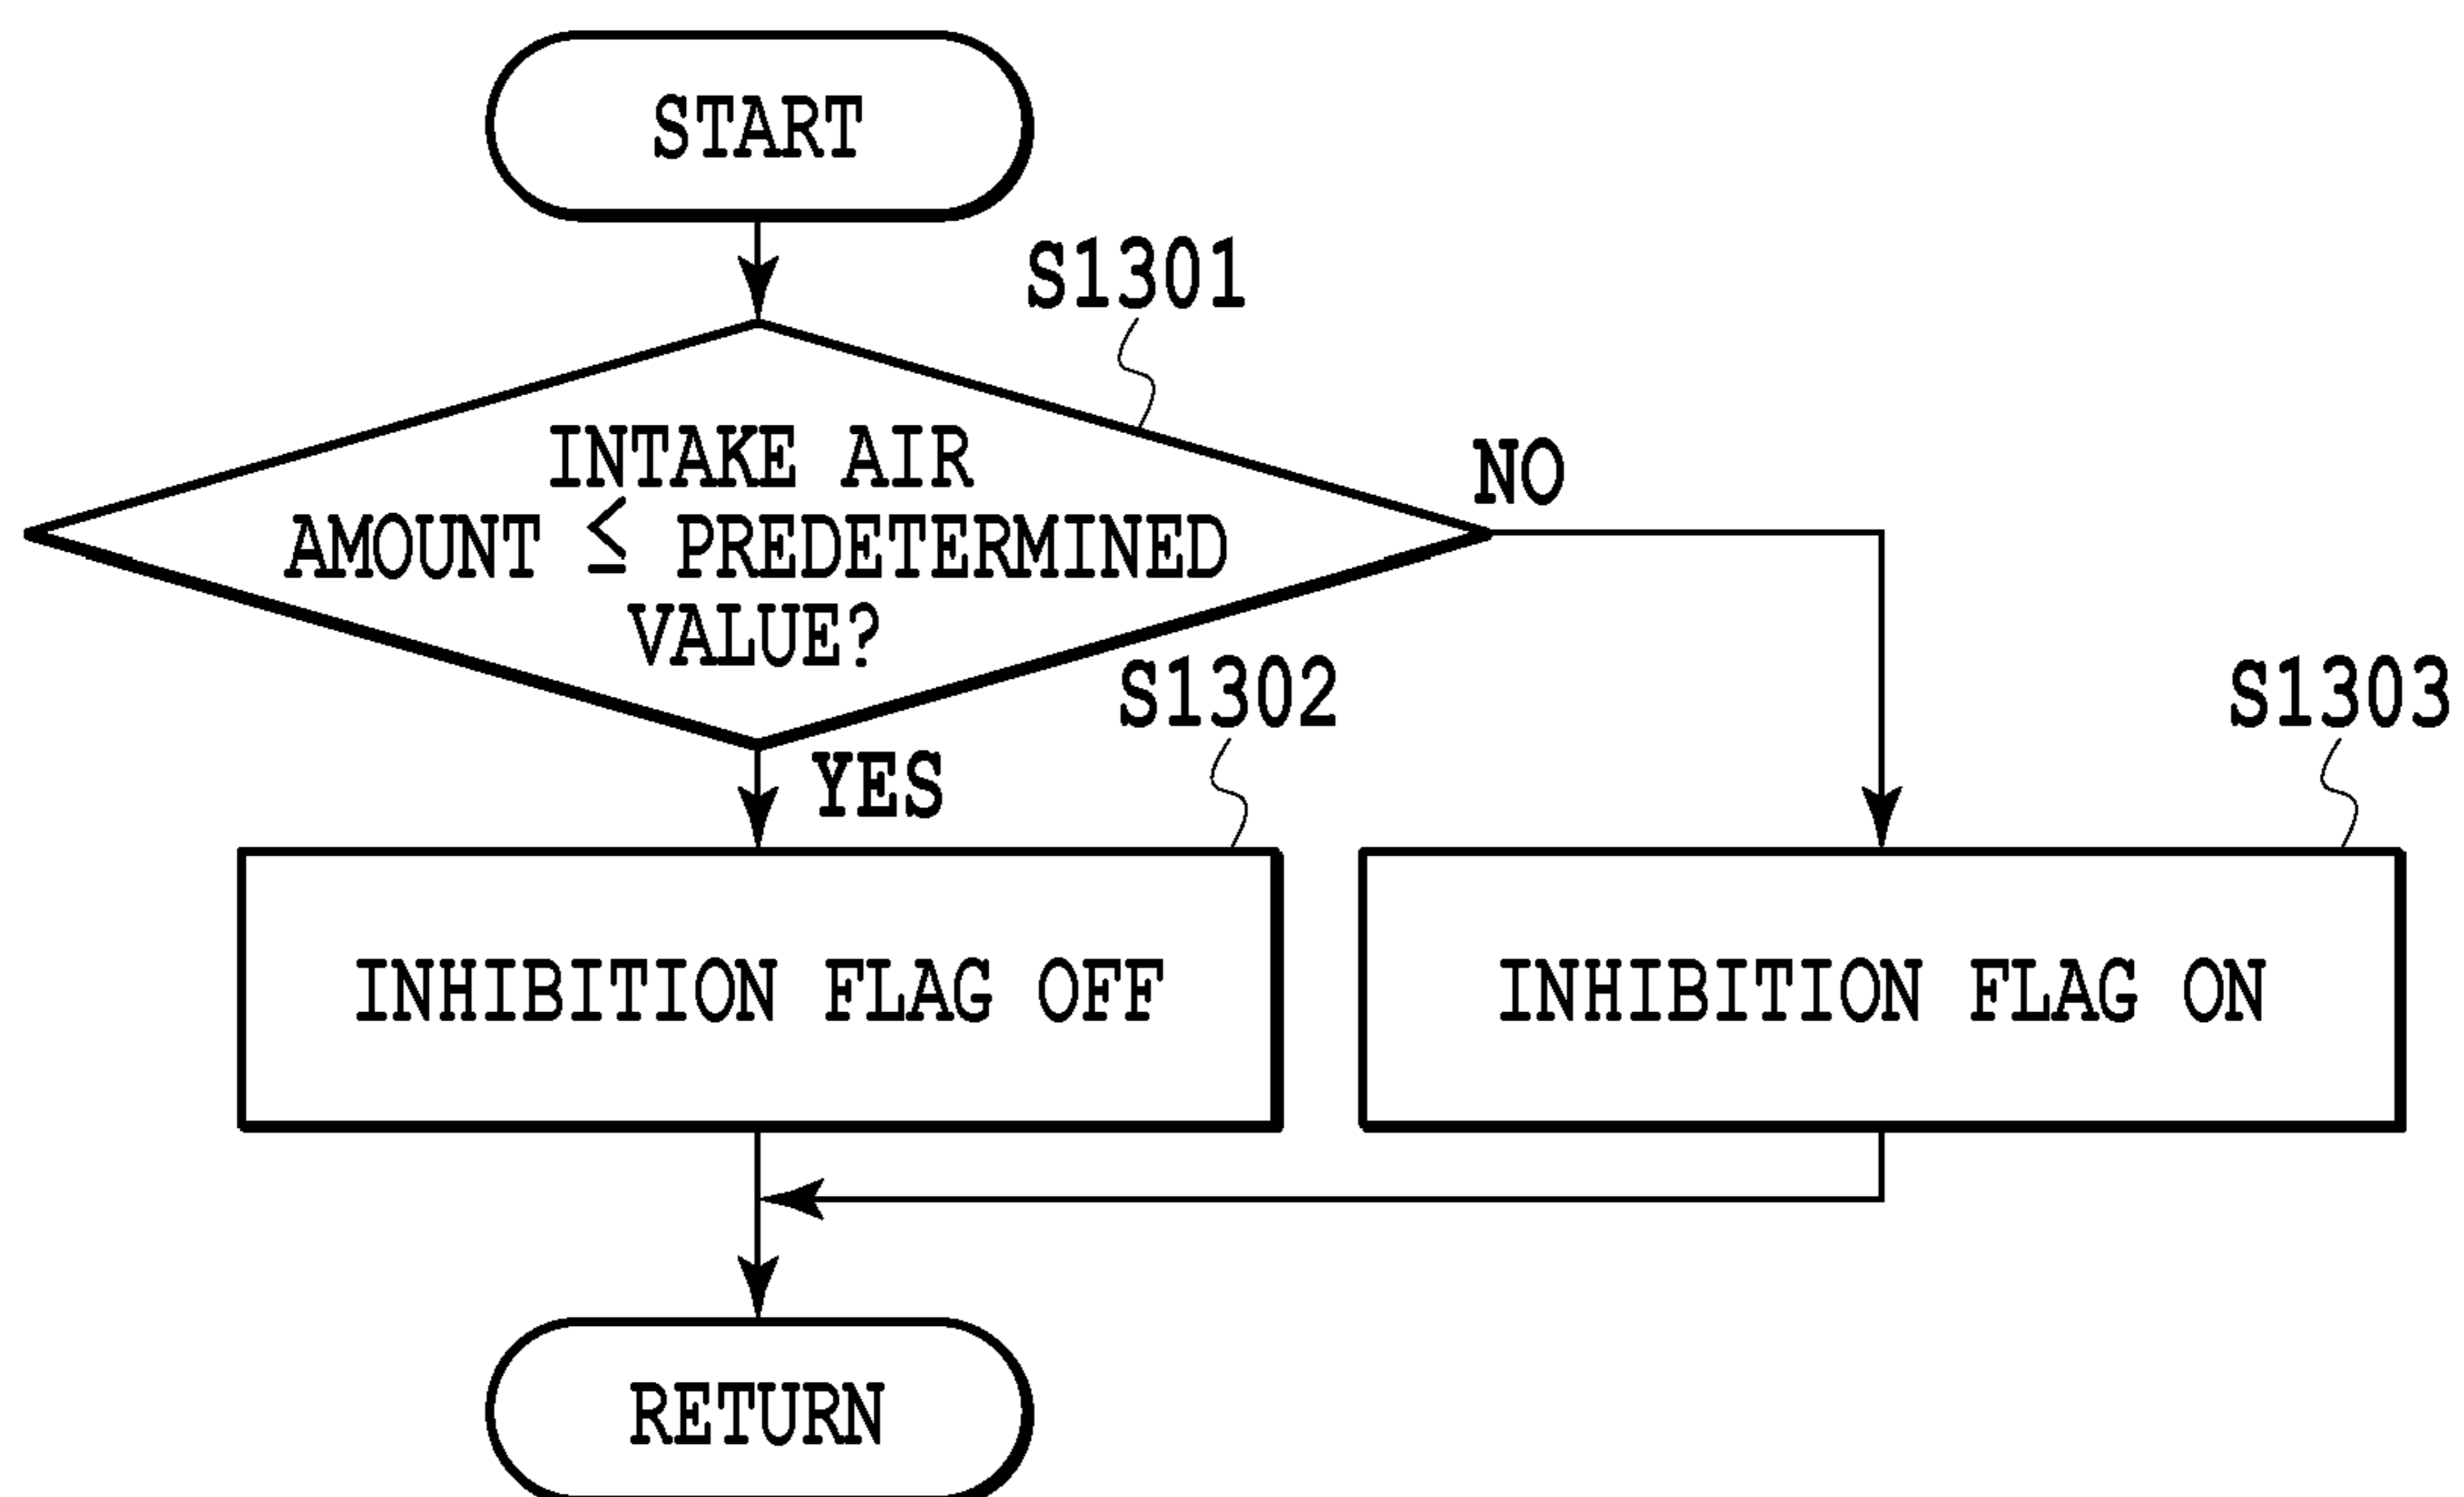 START
S1301
INTAKE AIR
AMOUNT ≤ PREDETERMINED
VALUE?
NO
YES
S1302
S1303
INHIBITION FLAG OFF
INHIBITION FLAG ON
RETURN